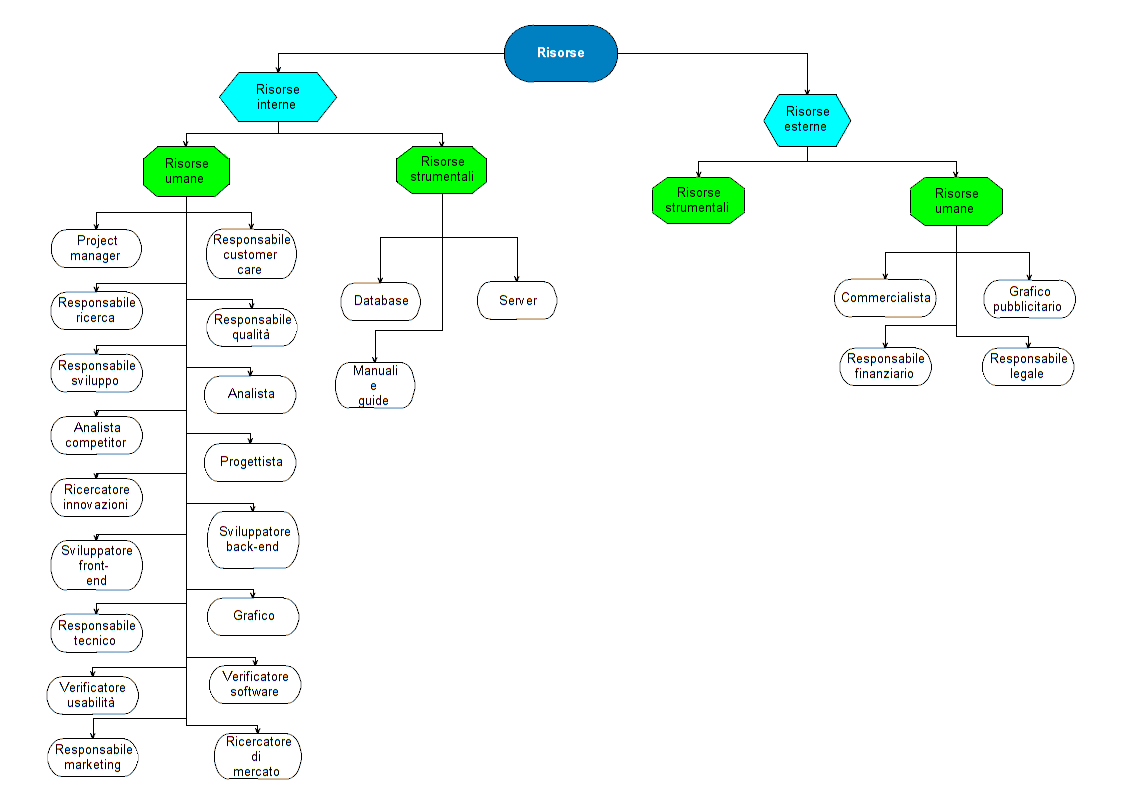 Risorse
Risorse
interne
Risorse
esterne
Risorse
umane
Risorse
strumentali
Risorse
strumentali
Risorse
umane
Project
manager
Responsabile
customer
care
Responsabile
ricerca
Responsabile
qualità
Responsabile
sviluppo
Analista
Analista
competitor
Progettista
Ricercatore
innovazioni
Sviluppatore
back-end
Sviluppatore
front-
end
Grafico
Responsabile
tecnico
Verificatore
software
Verificatore
usabilità
Ricercatore
di
mercato
Responsabile
marketing
Database
Server
Manuali
e
guide
Commercialista
Grafico
pubblicitario
Responsabile
finanziario
Responsabile
legale